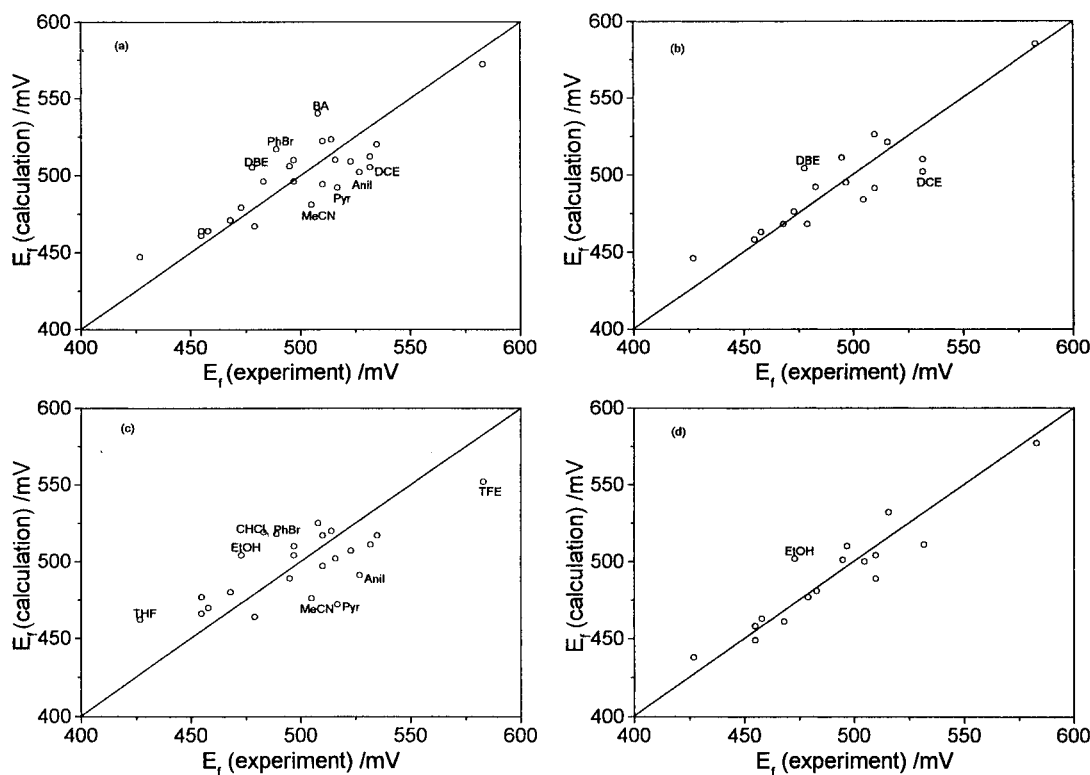 (a)
600
550
500
450
400
E_f (calculation) /mV
BA
PhBr
DBE
DCE
Anil
Pyr
MeCN
400 450 500 550 600
E_f (experiment) /mV
(b)
600
550
500
450
400
E_f (calculation) /mV
DBE
DCE
400 450 500 550 600
E_f (experiment) /mV
(c)
600
550
500
450
400
E_f (calculation) /mV
TFE
PhBr
EtOH
Anil
THF
MeCN
Pyr
400 450 500 550 600
E_f (experiment) /mV
(d)
600
550
500
450
400
E_f (calculation) /mV
EtOH
400 450 500 550 600
E_f (experiment) /mV